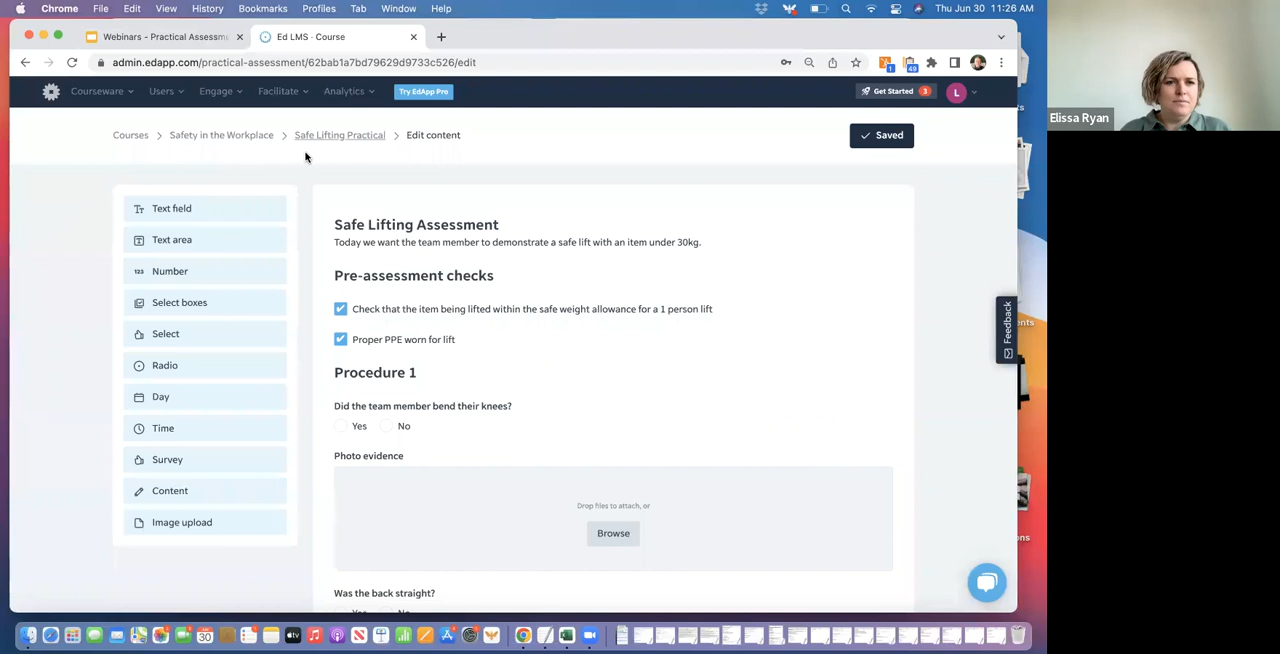 Chrome File Edit View History Bookmarks Profiles Tab Window Help Thu Jun 30 11:26 AM
Webinars - Practical Assessm Ed LMS - Course
admin.edapp.com/practical-assessment/62bab1a7bd79629d9733c526/edit 1 49
Courseware Users Engage Facilitate Analytics Try EdApp Pro Get Started 3 L
Courses > Safety in the Workplace > Safe Lifting Practical > Edit content Saved
Text field
Text area
123 Number
Select boxes
Select
Radio
Day
Time
Survey
Content
Image upload
Safe Lifting Assessment
Today we want the team member to demonstrate a safe lift with an item under 30kg.
Pre-assessment checks
Check that the item being lifted within the safe weight allowance for a 1 person lift
Proper PPE worn for lift
Procedure 1
Did the team member bend their knees?
Yes No
Photo evidence
Drop files to attach, or
Browse
Was the back straight?
Yes No
Feedback
Elissa Ryan